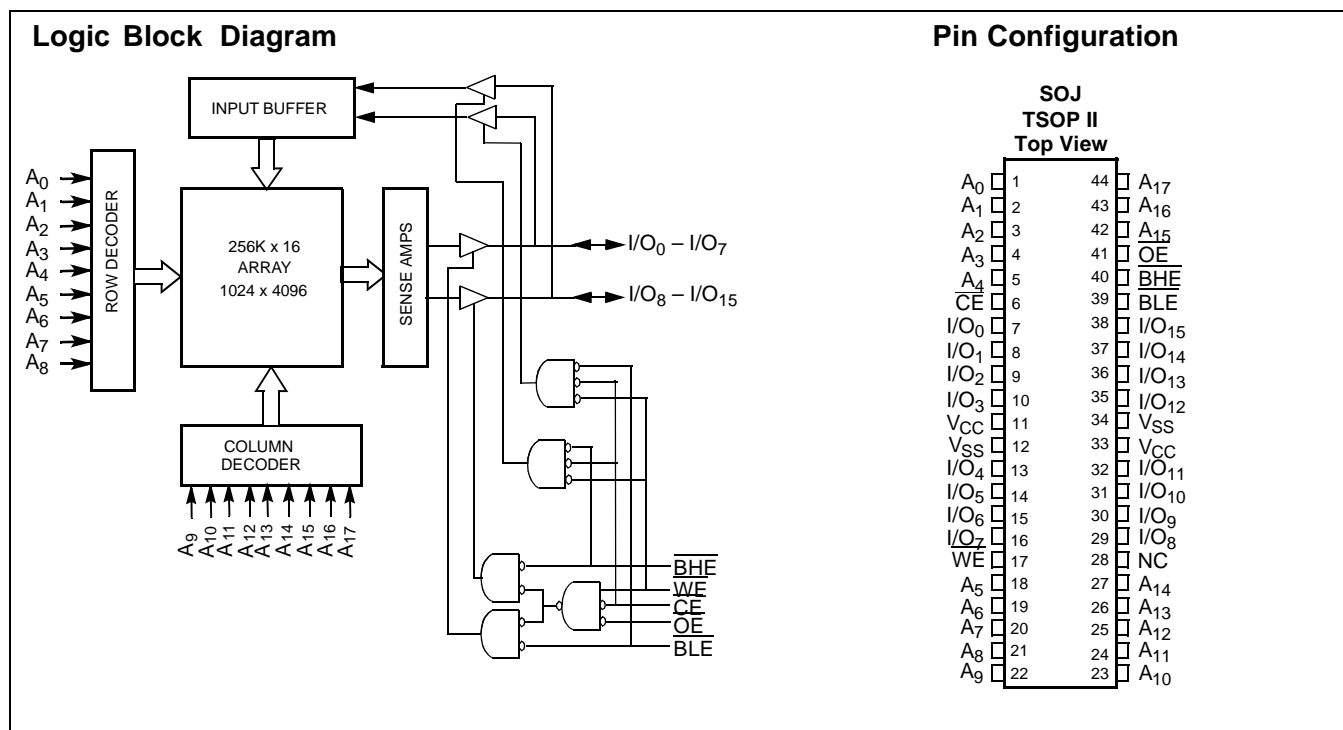 Logic Block Diagram
INPUT BUFFER
A0
A1
A2
A3
A4
A5
A6
A7
A8
ROW DECODER
256K x 16
ARRAY
1024 x 4096
SENSE AMPS
I/O0 – I/O7
I/O8 – I/O15
COLUMN
DECODER
A9
A10
A11
A12
A13
A14
A15
A16
A17
BHE
WE
CE
OE
BLE
Pin Configuration
SOJ
TSOP II
Top View
A0 1 44 A17
A1 2 43 A16
A2 3 42 A15
A3 4 41 OE
A4 5 40 BHE
CE 6 39 BLE
I/O0 7 38 I/O15
I/O1 8 37 I/O14
I/O2 9 36 I/O13
I/O3 10 35 I/O12
VCC 11 34 VSS
VSS 12 33 VCC
I/O4 13 32 I/O11
I/O5 14 31 I/O10
I/O6 15 30 I/O9
I/O7 16 29 I/O8
WE 17 28 NC
A5 18 27 A14
A6 19 26 A13
A7 20 25 A12
A8 21 24 A11
A9 22 23 A10